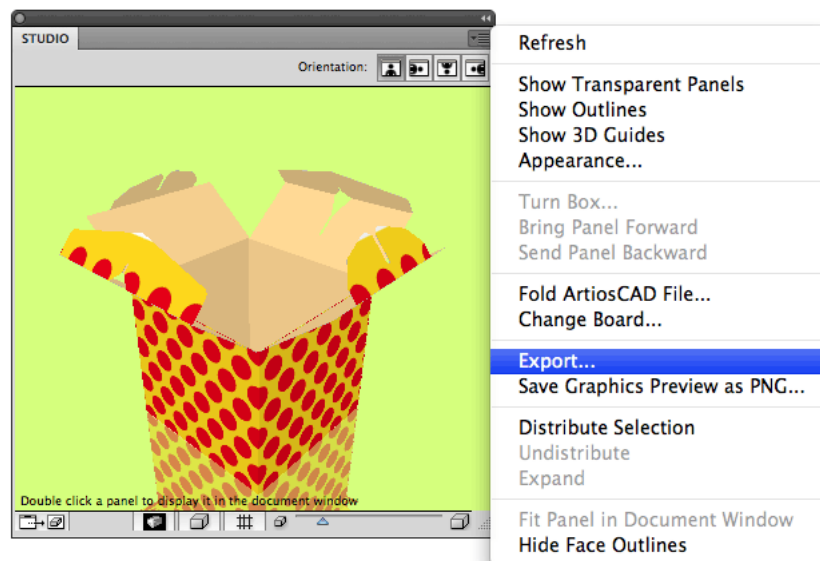 STUDIO
Orientation:
Double click a panel to display it in the document window
Refresh
Show Transparent Panels
Show Outlines
Show 3D Guides
Appearance...
Turn Box...
Bring Panel Forward
Send Panel Backward
Fold ArtiosCAD File...
Change Board...
Export...
Save Graphics Preview as PNG...
Distribute Selection
Undistribute
Expand
Fit Panel in Document Window
Hide Face Outlines